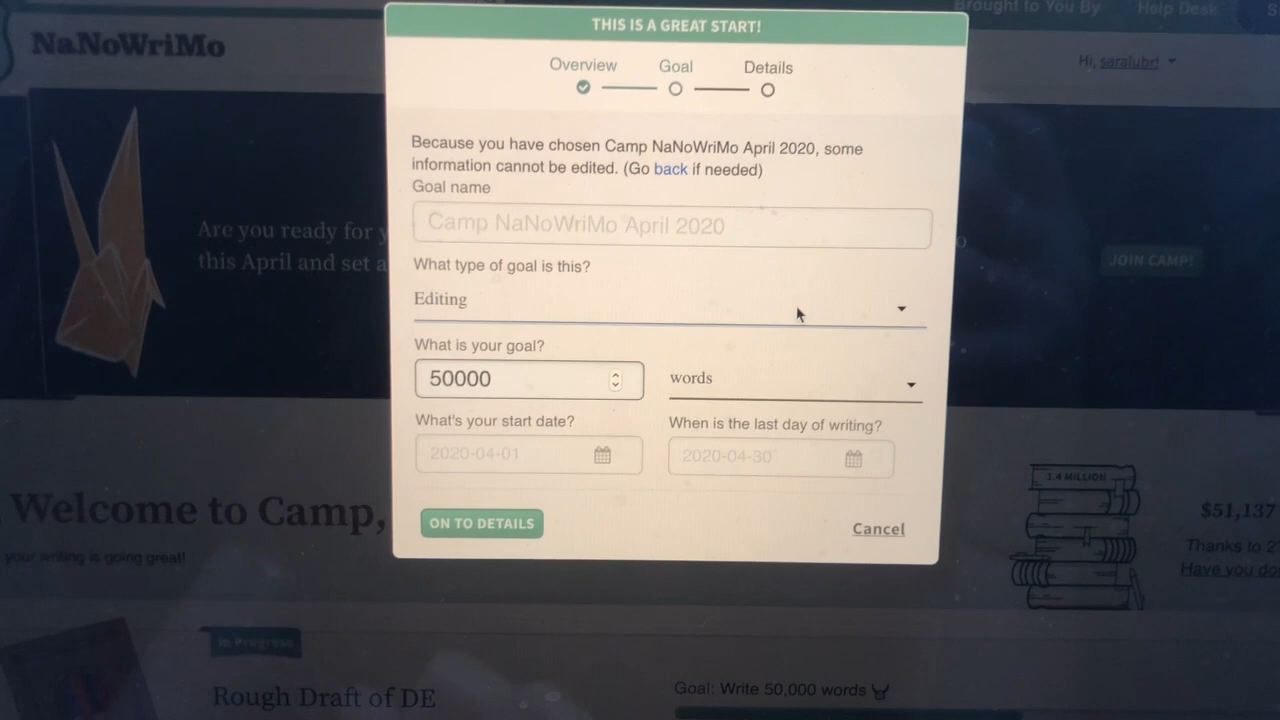 Brought to You By Help Desk
NaNoWriMo
Hi, saralubr!
THIS IS A GREAT START!
Overview Goal Details
Because you have chosen Camp NaNoWriMo April 2020, some
information cannot be edited. (Go back if needed)
Goal name
Camp NaNoWriMo April 2020
What type of goal is this?
Editing
What is your goal?
50000 words
What's your start date? When is the last day of writing?
2020-04-01 2020-04-30
ON TO DETAILS Cancel
Are you ready for
this April and set a
JOIN CAMP!
Welcome to Camp,
your writing is going great!
1.4 MILLION
$51,137
Thanks to
Have you
In Progress
Rough Draft of DE
Goal: Write 50,000 words